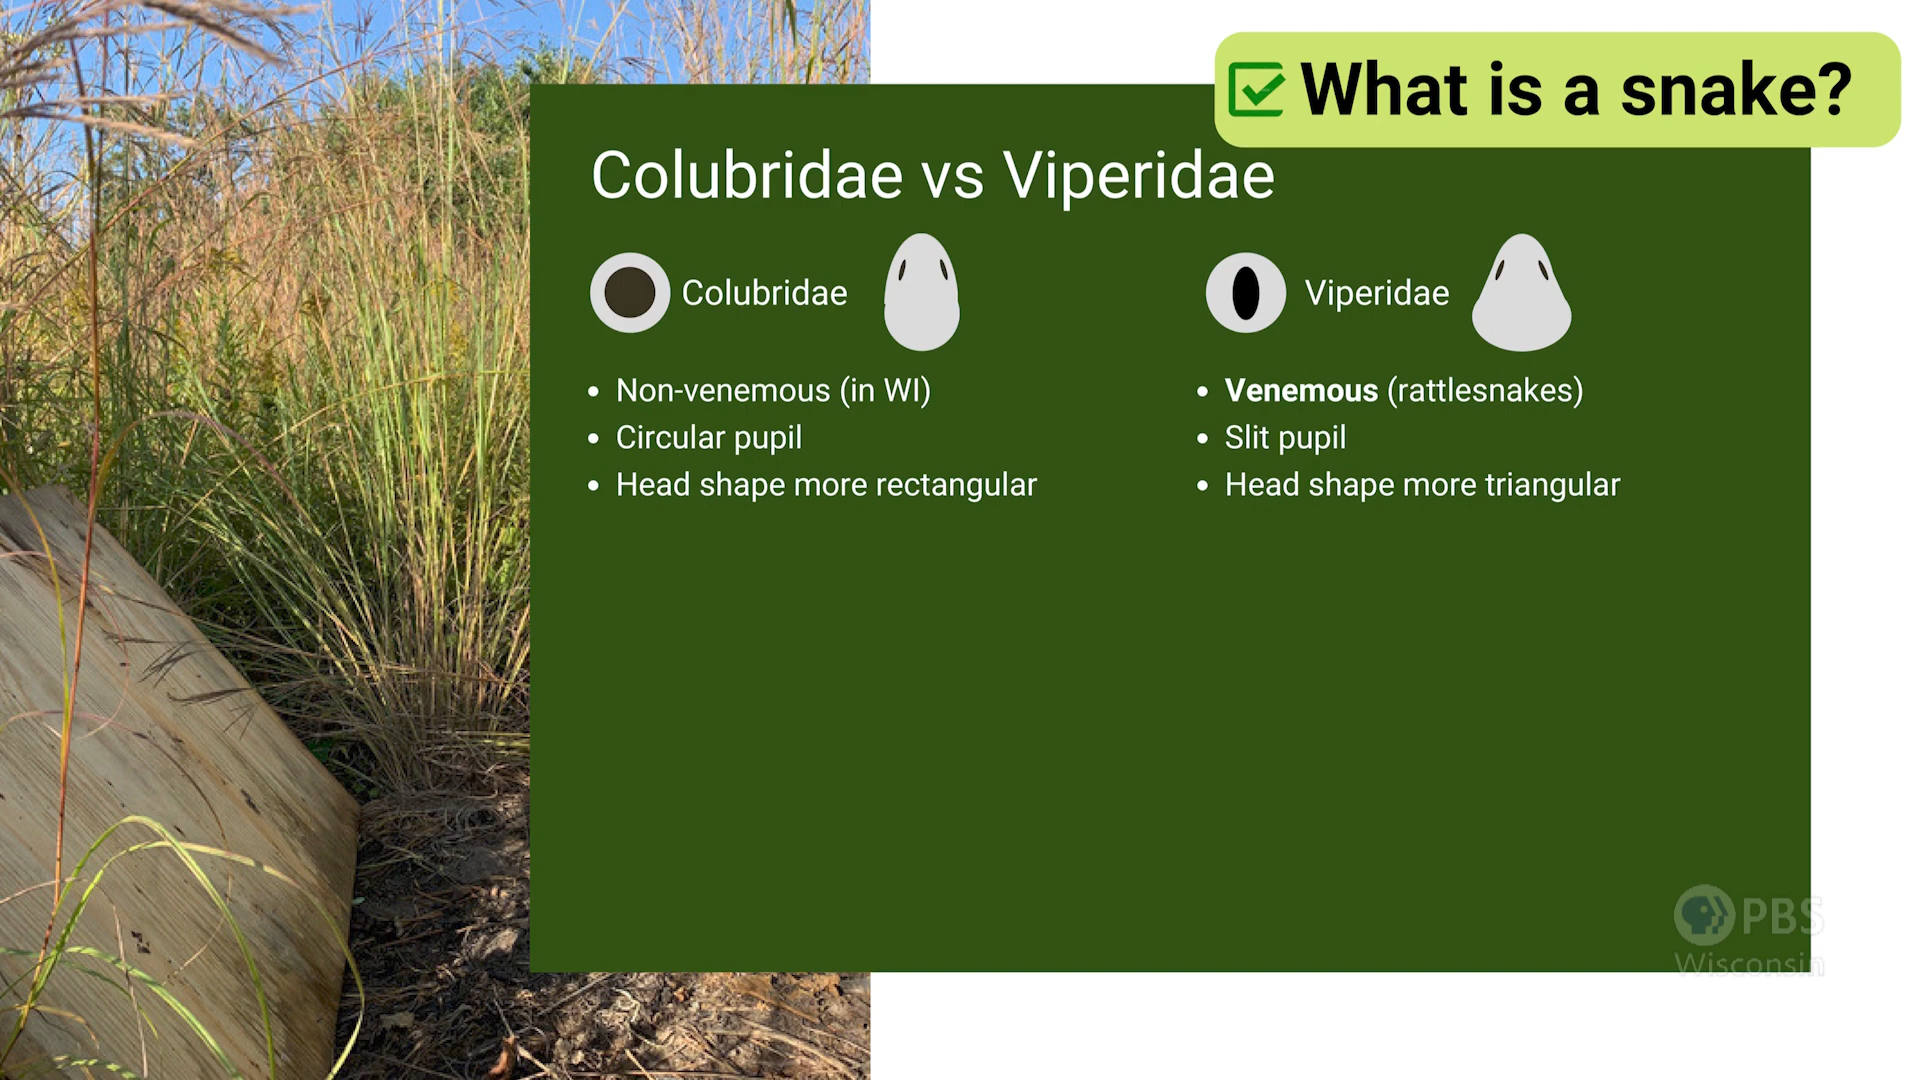 What is a snake?
Colubridae vs Viperidae
Colubridae
Non-venemous (in WI)
Circular pupil
Head shape more rectangular
Viperidae
Venemous (rattlesnakes)
Slit pupil
Head shape more triangular
PBS
Wisconsin